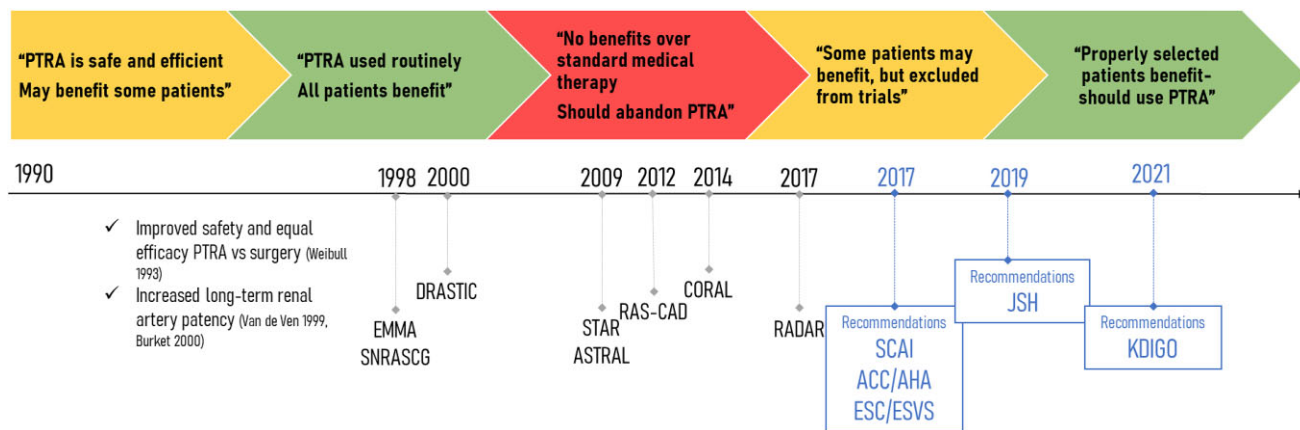 “PTRA is safe and efficient
May benefit some patients”
“PTRA used routinely
All patients benefit”
“No benefits over
standard medical
therapy
Should abandon PTRA”
“Some patients may
benefit, but excluded
from trials”
“Properly selected
patients benefit-
should use PTRA”
1990
1998
2000
2009
2012
2014
2017
2017
2019
2021
✓ Improved safety and equal
efficacy PTRA vs surgery (Weibull
1993)
✓ Increased long-term renal
artery patency (Van de Ven 1999,
Burket 2000)
EMMA
SNRASCG
DRASTIC
STAR
ASTRAL
RAS-CAD
CORAL
RADAR
Recommendations
SCAI
ACC/AHA
ESC/ESVS
Recommendations
JSH
Recommendations
KDIGO